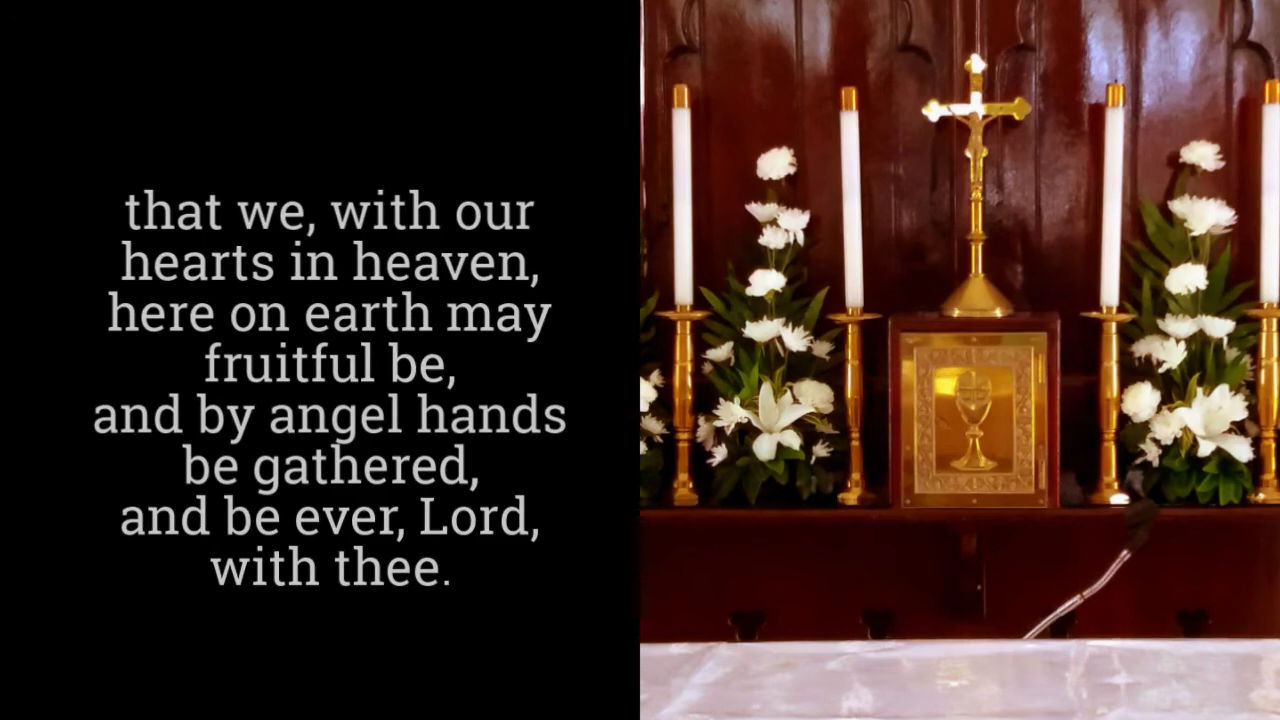 that we, with our
hearts in heaven,
here on earth may
fruitful be,
and by angel hands
be gathered,
and be ever, Lord,
with thee.